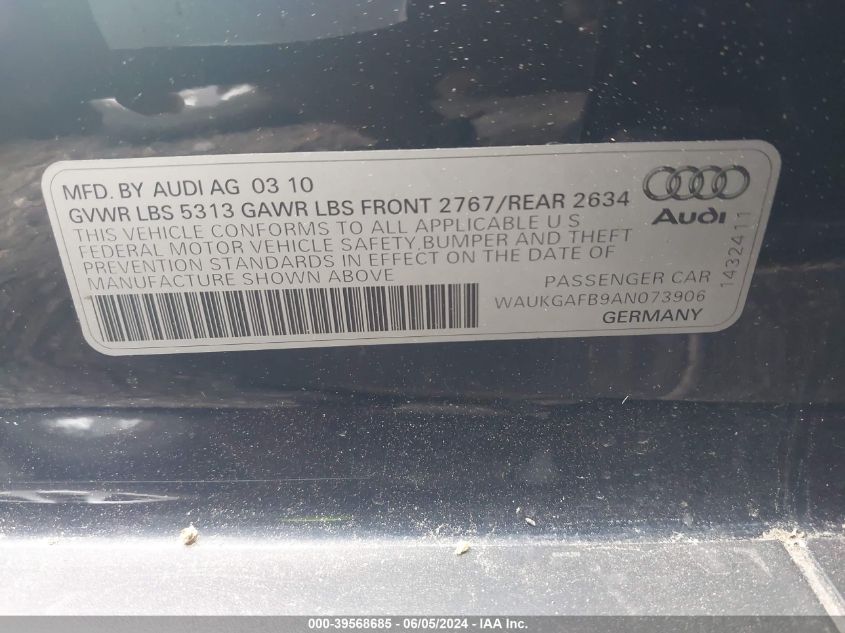 MFD. BY AUDI AG 03 10
GVWR LBS 5313 GAWR LBS FRONT 2767/REAR 2634
THIS VEHICLE CONFORMS TO ALL APPLICABLE U S
FEDERAL MOTOR VEHICLE SAFETY, BUMPER AND THEFT
PREVENTION STANDARDS IN EFFECT ON THE DATE OF
MANUFACTURE SHOWN ABOVE
Audi
PASSENGER CAR
WAUKGAFB9AN073906
GERMANY
1432411
000-39568685 - 06/05/2024 - IAA Inc.